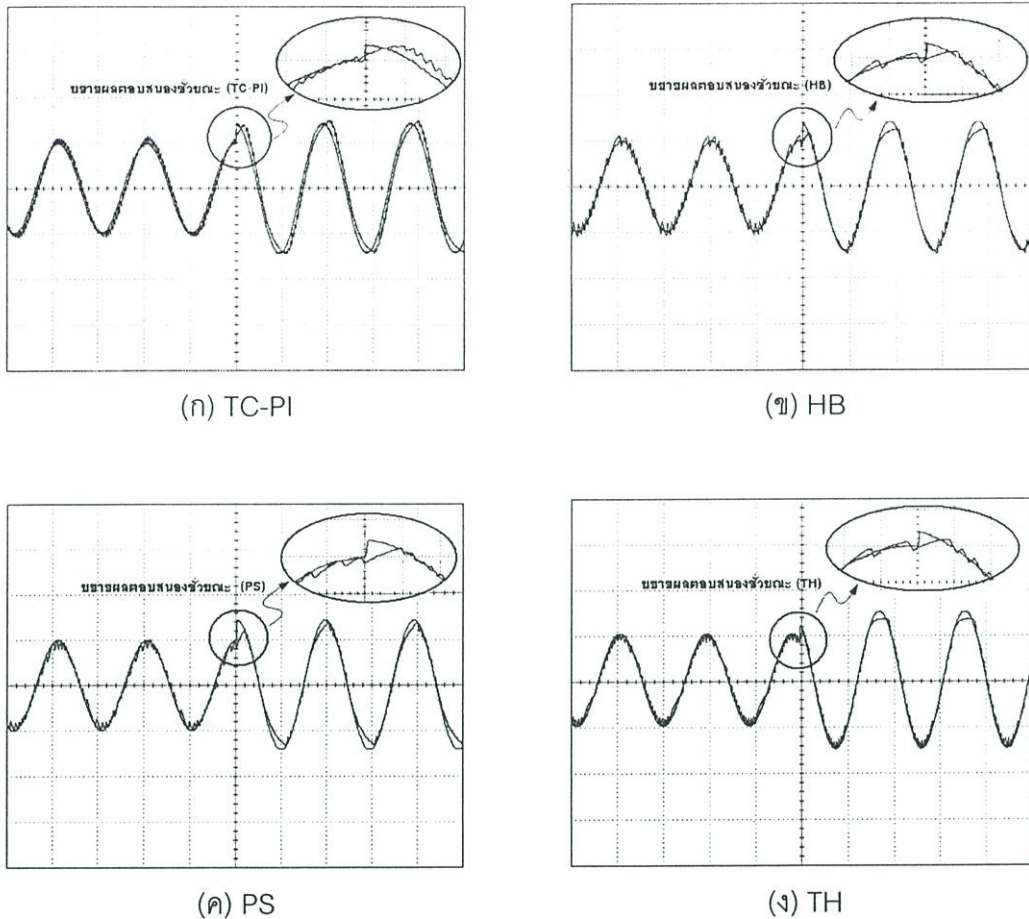 ขยายผลตอบสนองชั่วขณะ (TC-PI)
(ก) TC-PI
ขยายผลตอบสนองชั่วขณะ (HB)
(ข) HB
ขยายผลตอบสนองชั่วขณะ (PS)
(ค) PS
ขยายผลตอบสนองชั่วขณะ (TH)
(ง) TH